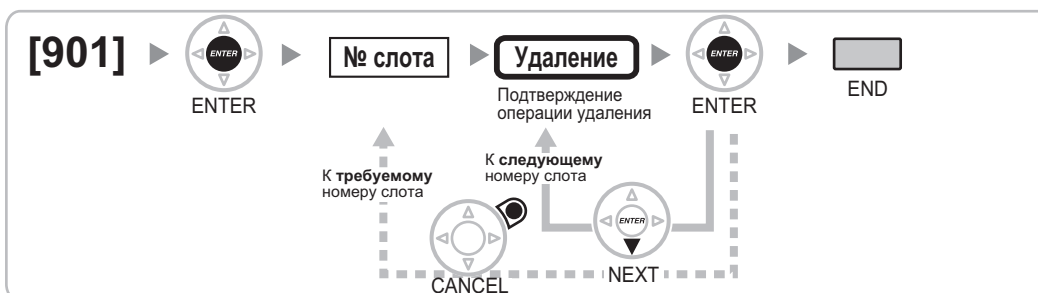 [901]
ENTER
ENTER
№ слота
Удаление
Подтверждение
операции удаления
ENTER
ENTER
END
К требуемому
номеру слота
CANCEL
К следующему
номеру слота
ENTER
NEXT